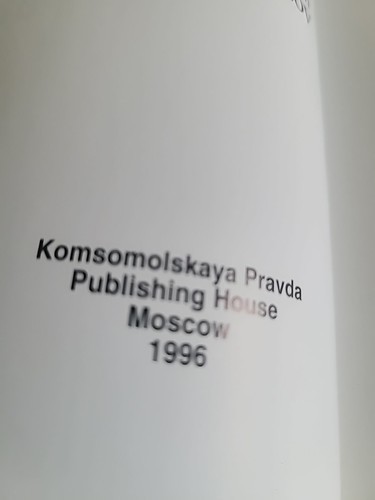 Komsomolskaya Pravda
Publishing House
Moscow
1996